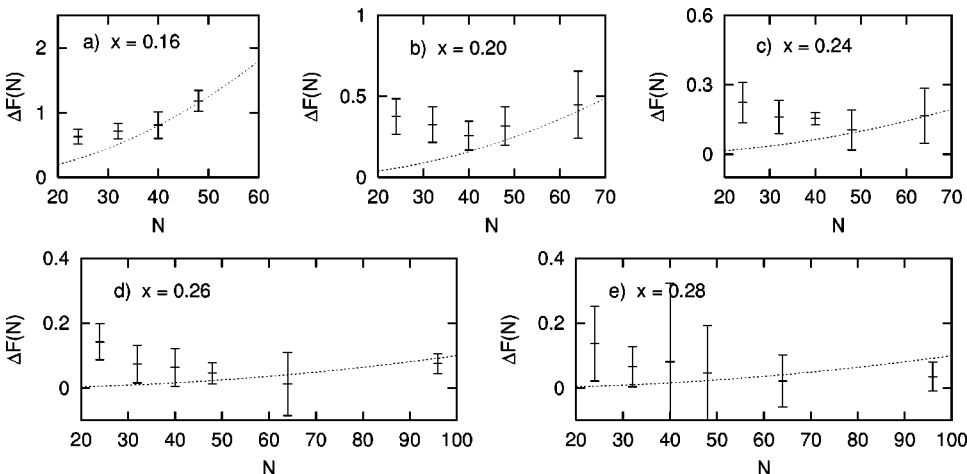 a) x = 0.16
ΔF(N)
2
1
0
20 30 40 50 60
N
b) x = 0.20
ΔF(N)
1
0.5
0
20 30 40 50 60 70
N
c) x = 0.24
ΔF(N)
0.6
0.3
0
20 30 40 50 60 70
N
d) x = 0.26
ΔF(N)
0.4
0.2
0
20 30 40 50 60 70 80 90 100
N
e) x = 0.28
ΔF(N)
0.4
0.2
0
20 30 40 50 60 70 80 90 100
N